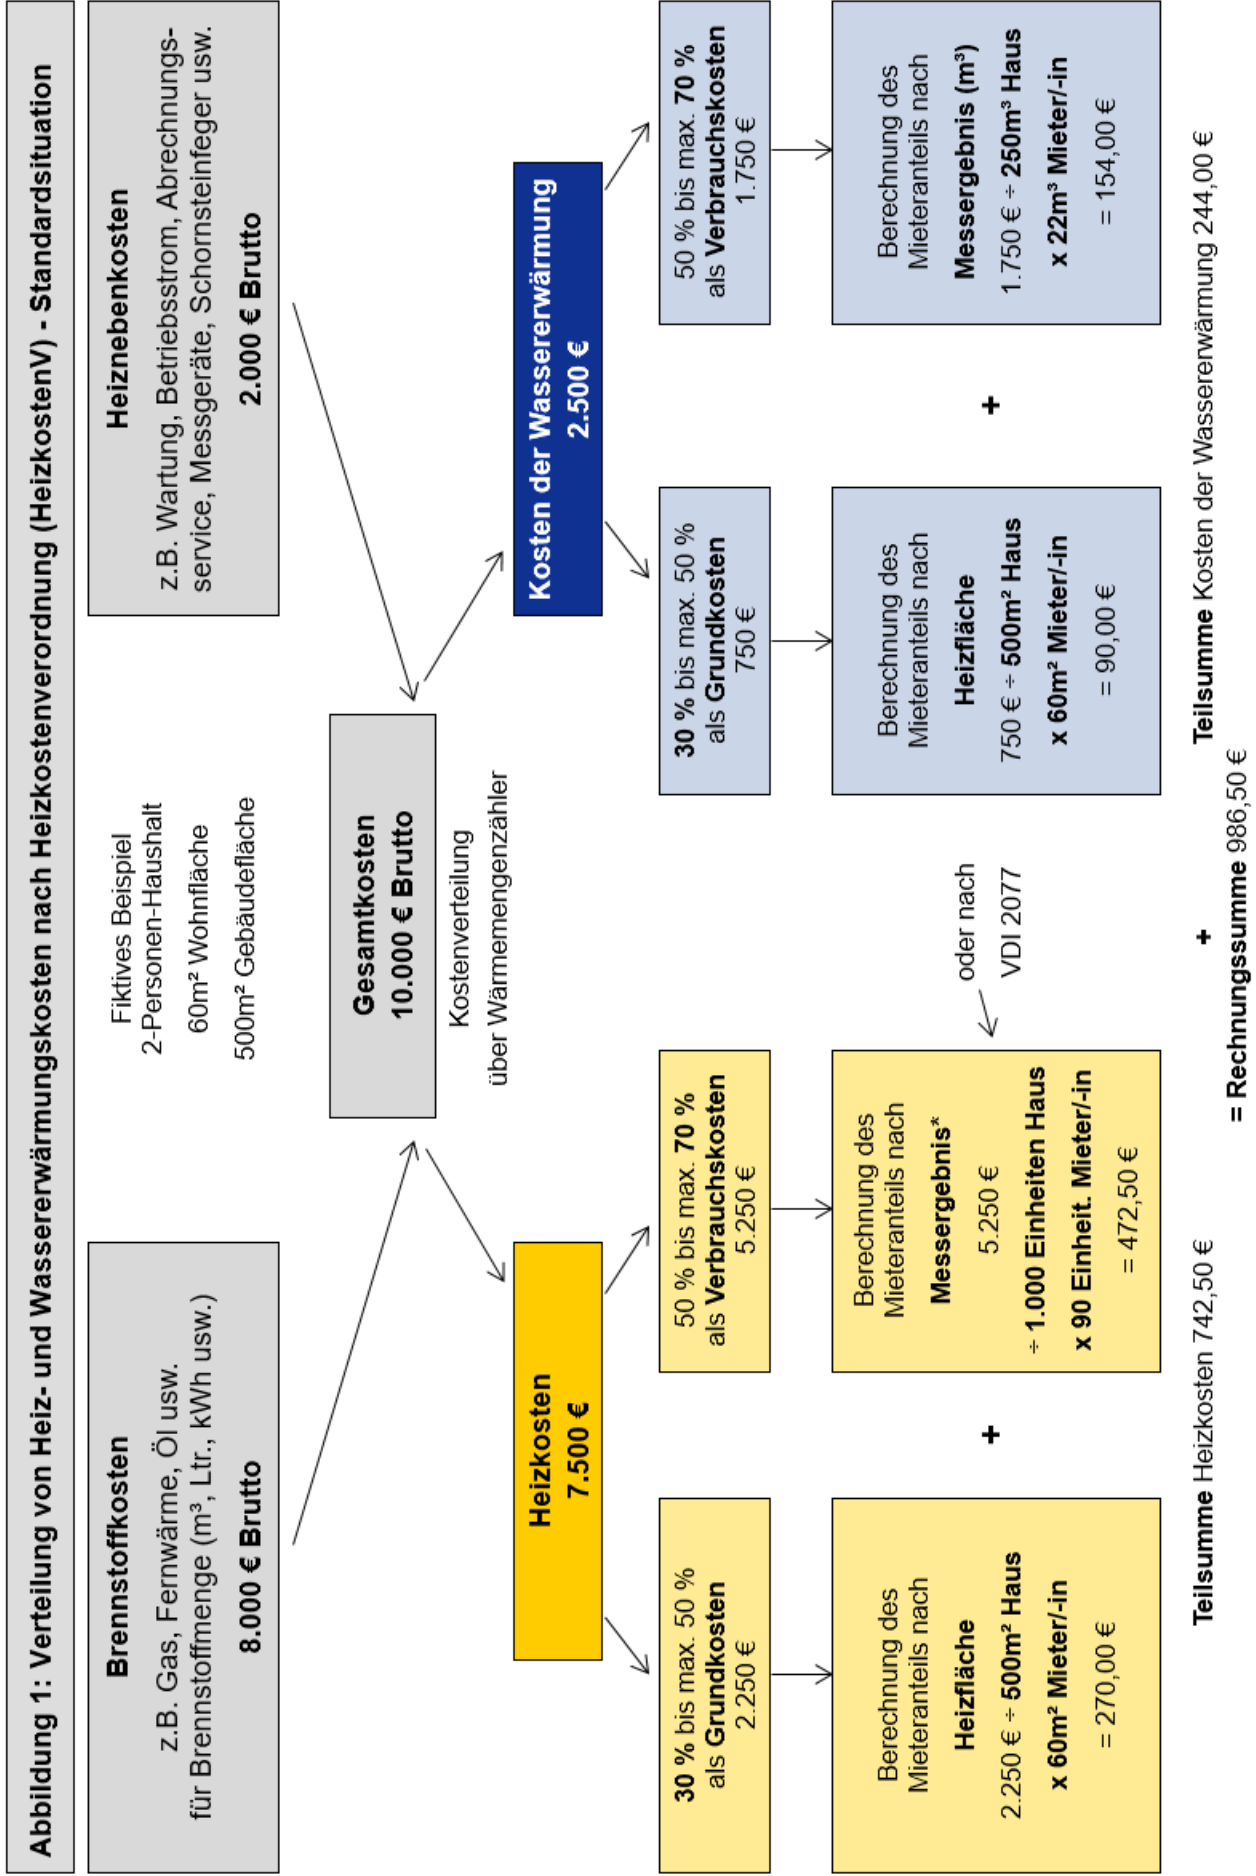 Abbildung 1: Verteilung von Heiz- und Wassererwärmungskosten nach Heizkostenverordnung (HeizkostenV) - Standardsituation
Brennstoffkosten
z.B. Gas, Fernwärme, Öl usw.
für Brennstoffmenge (m³, Ltr., kWh usw.)
8.000 € Brutto
Fiktives Beispiel
2-Personen-Haushalt
60m² Wohnfläche
500m² Gebäudefläche
Heiznebenkosten
z.B. Wartung, Betriebsstrom, Abrechnungs-
service, Messgeräte, Schornsteinfeger usw.
2.000 € Brutto
Gesamtkosten
10.000 € Brutto
Kostenverteilung
über Wärmemengenzähler
Heizkosten
7.500 €
Kosten der Wassererwärmung
2.500 €
30 % bis max. 50 %
als Grundkosten
2.250 €
50 % bis max. 70 %
als Verbrauchskosten
5.250 €
30 % bis max. 50 %
als Grundkosten
750 €
50 % bis max. 70 %
als Verbrauchskosten
1.750 €
Berechnung des
Mieteranteils nach
Heizfläche
2.250 € ÷ 500m² Haus
x 60m² Mieter/-in
= 270,00 €
+
Berechnung des
Mieteranteils nach
Messergebnis*
5.250 €
÷ 1.000 Einheiten Haus
x 90 Einheit. Mieter/-in
= 472,50 €
oder nach
VDI 2077
Berechnung des
Mieteranteils nach
Heizfläche
750 € ÷ 500m² Haus
x 60m² Mieter/-in
= 90,00 €
+
Berechnung des
Mieteranteils nach
Messergebnis (m³)
1.750 € ÷ 250m³ Haus
x 22m³ Mieter/-in
= 154,00 €
Teilsumme Heizkosten 742,50 €
+
Teilsumme Kosten der Wassererwärmung 244,00 €
= Rechnungssumme 986,50 €